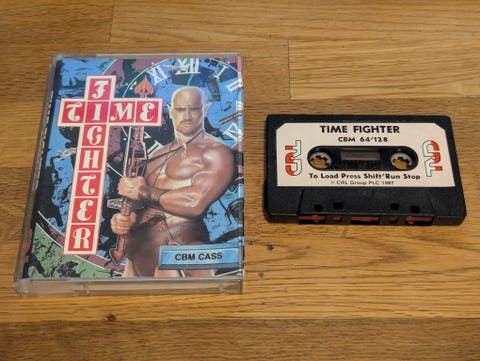 FIGHTER
TIME
CBM CASS
TIME FIGHTER
CBM 64/128
CRL
CRL
To Load Press Shift/Run Stop
© CRL Group PLC 1987